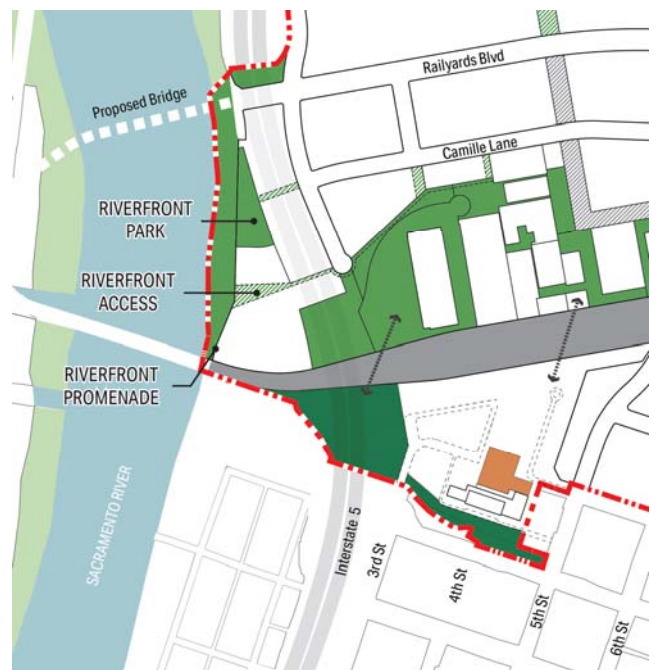 Railyards Blvd
Proposed Bridge
Camille Lane
RIVERFRONT
PARK
RIVERFRONT
ACCESS
RIVERFRONT
PROMENADE
SACRAMENTO RIVER
Interstate 5
3rd St
4th St
5th St
6th St